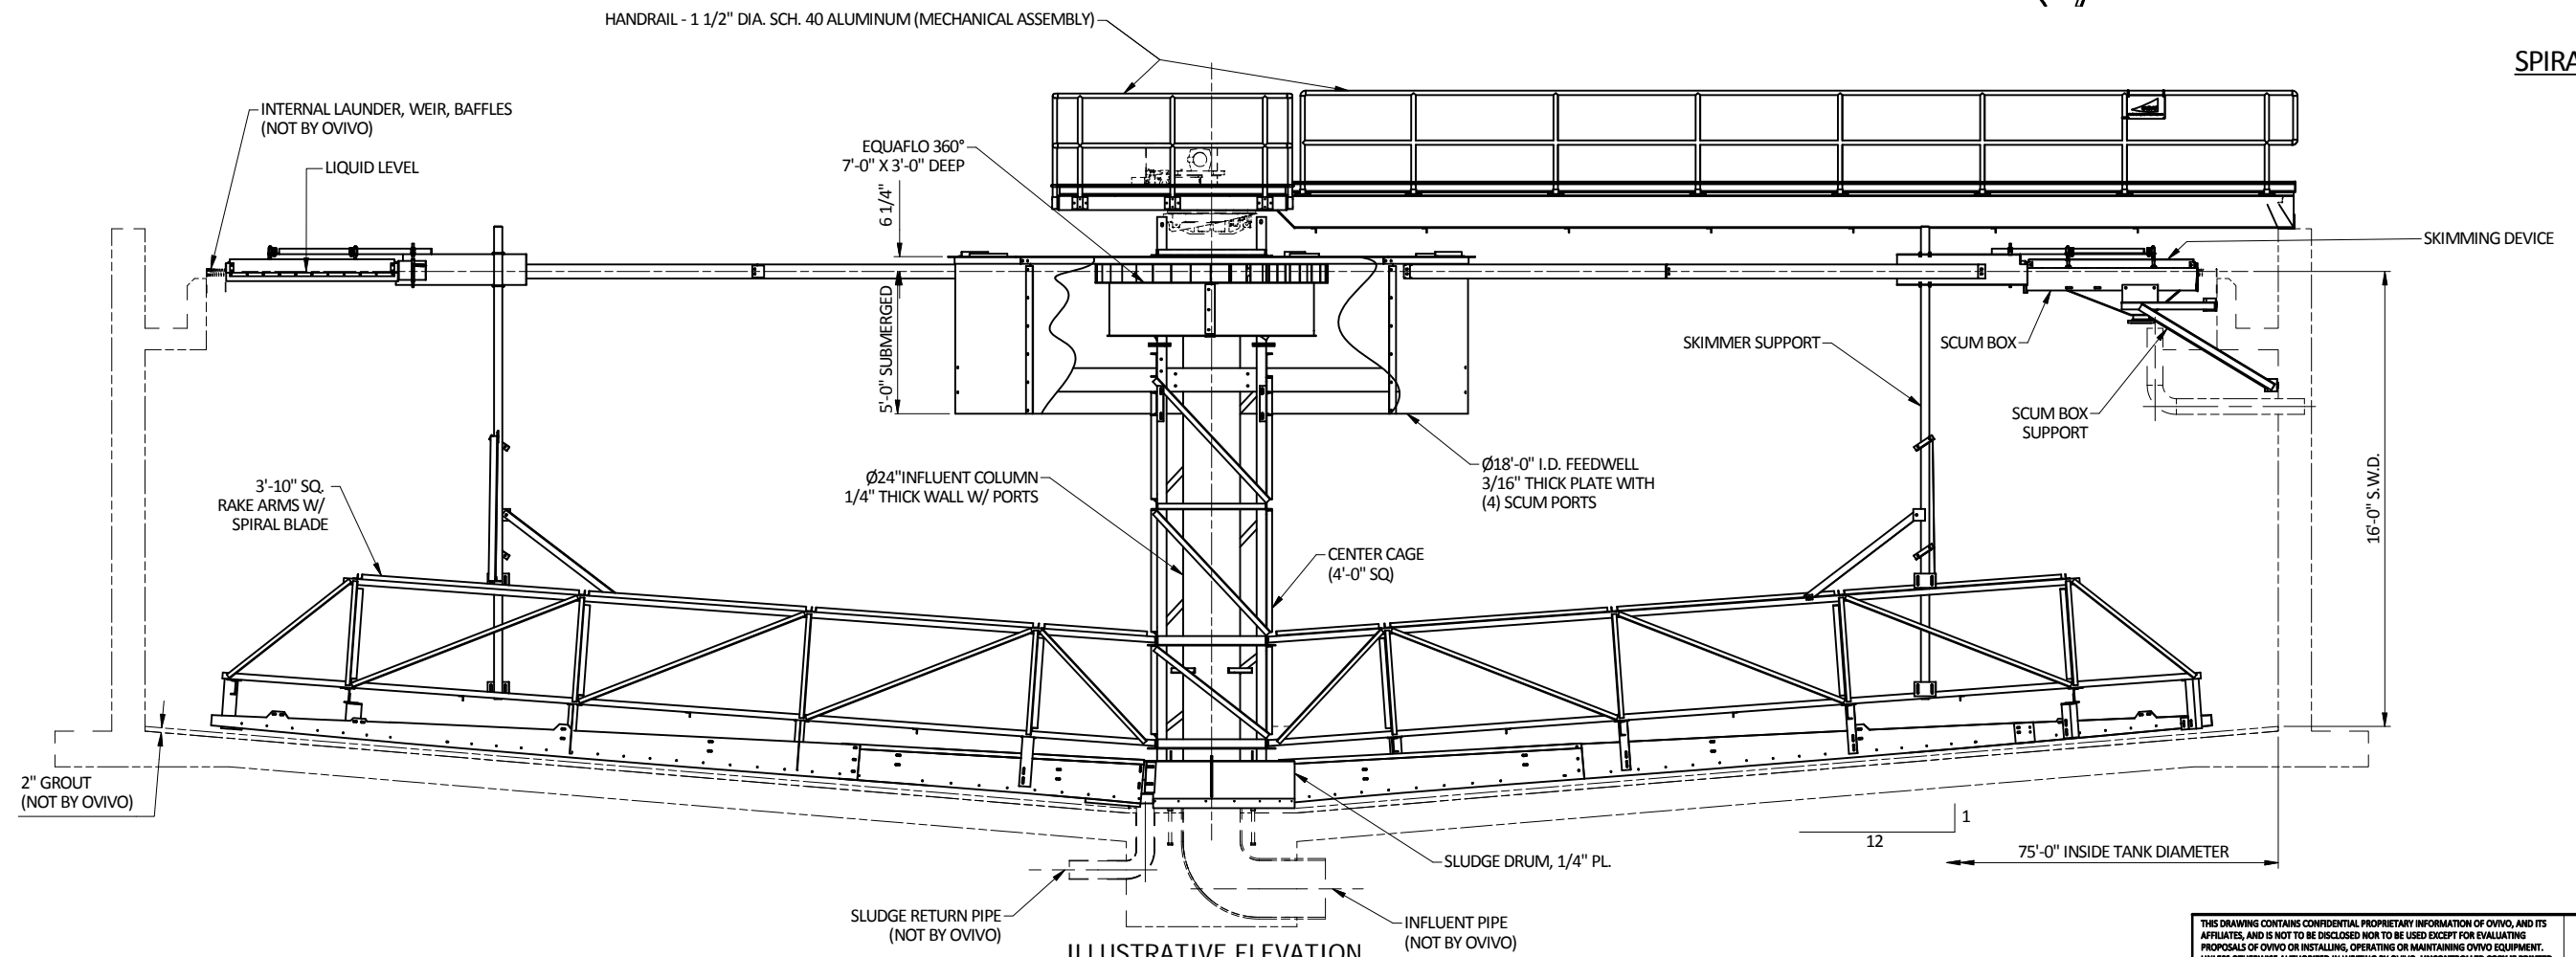 HANDRAIL - 1 1/2" DIA. SCH. 40 ALUMINUM (MECHANICAL ASSEMBLY)
SPIRA
INTERNAL LAUNDER, WEIR, BAFFLES
(NOT BY OVIVO)
LIQUID LEVEL
EQUAFLO 360°
7'-0" X 3'-0" DEEP
6 1/4"
5'-0" SUBMERGED
SKIMMING DEVICE
SKIMMER SUPPORT
SCUM BOX
SCUM BOX
SUPPORT
16'-0" S.W.D.
Ø18'-0" I.D. FEEDWELL
3/16" THICK PLATE WITH
(4) SCUM PORTS
Ø24"INFLUENT COLUMN
1/4" THICK WALL W/ PORTS
3'-10" SQ.
RAKE ARMS W/
SPIRAL BLADE
CENTER CAGE
(4'-0" SQ)
2" GROUT
(NOT BY OVIVO)
1
12
75'-0" INSIDE TANK DIAMETER
SLUDGE DRUM, 1/4" PL.
SLUDGE RETURN PIPE
(NOT BY OVIVO)
INFLUENT PIPE
(NOT BY OVIVO)
ILLUSTRATIVE ELEVATION
THIS DRAWING CONTAINS CONFIDENTIAL PROPRIETARY INFORMATION OF OVIVO, AND ITS
AFFILIATES, AND IS NOT TO BE DISCLOSED NOR TO BE USED EXCEPT FOR EVALUATING
PROPOSALS OF OVIVO OR INSTALLING, OPERATING OR MAINTAINING OVIVO EQUIPMENT.